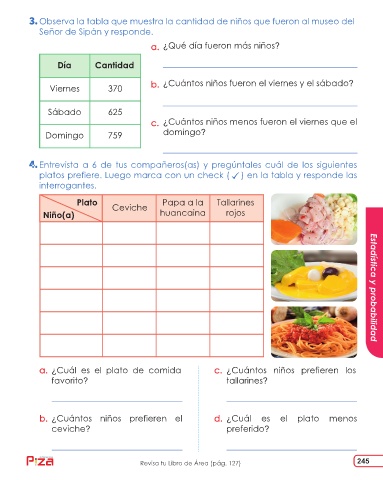 3. Observa la tabla que muestra la cantidad de niños que fueron al museo del
Señor de Sipán y responde.
Día Cantidad
Viernes 370
Sábado 625
Domingo 759
a. ¿Qué día fueron más niños?
b. ¿Cuántos niños fueron el viernes y el sábado?
c. ¿Cuántos niños menos fueron el viernes que el
domingo?
4. Entrevista a 6 de tus compañeros(as) y pregúntales cuál de los siguientes
platos prefiere. Luego marca con un check (✓) en la tabla y responde las
interrogantes.
Plato
Niño(a)
Ceviche
Papa a la
huancaina
Tallarines
rojos
Estadística y probabilidad
a. ¿Cuál es el plato de comida
favorito?
b. ¿Cuántos niños prefieren el
ceviche?
c. ¿Cuántos niños prefieren los
tallarines?
d. ¿Cuál es el plato menos
preferido?
Piza
Revisa tu Libro de Área (pág. 127)
245